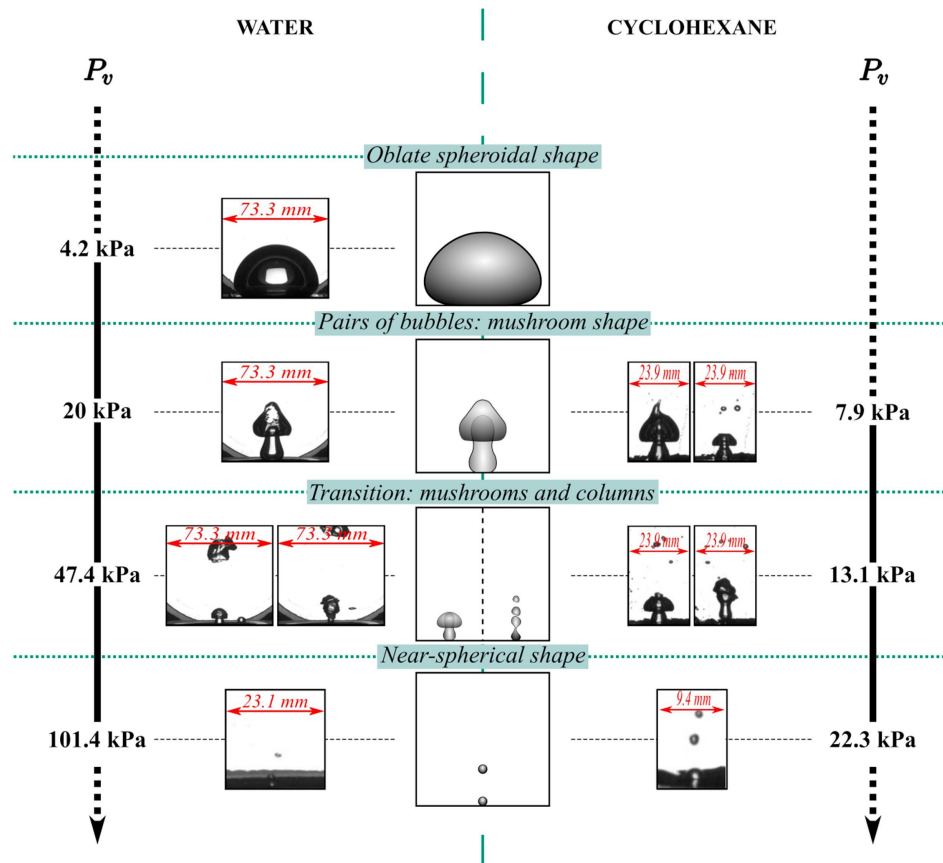 WATER
CYCLOHEXANE
P_v
P_v
Oblate spheroidal shape
73.3 mm
4.2 kPa
Pairs of bubbles: mushroom shape
73.3 mm
23.9 mm
23.9 mm
20 kPa
7.9 kPa
Transition: mushrooms and columns
73.3 mm
73.3 mm
23.9 mm
23.9 mm
47.4 kPa
13.1 kPa
Near-spherical shape
23.1 mm
9.4 mm
101.4 kPa
22.3 kPa